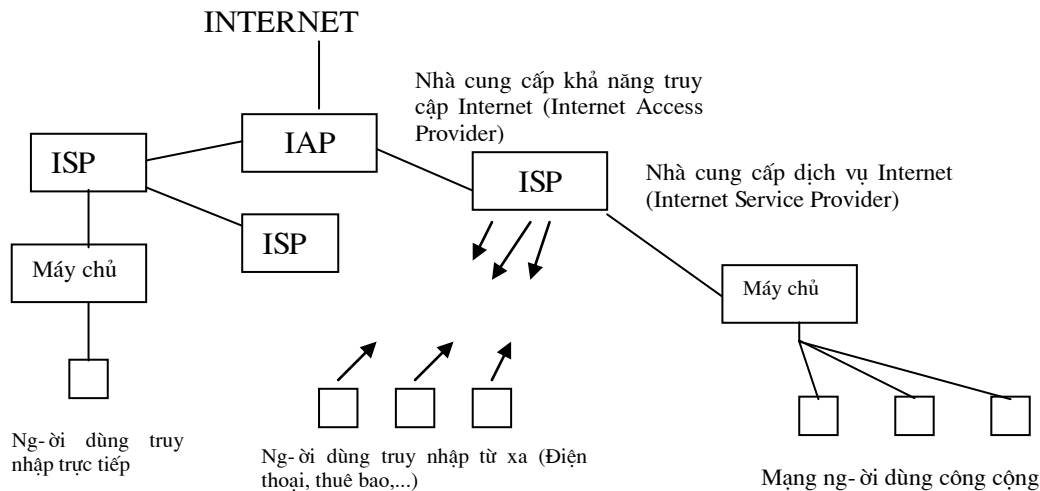 INTERNET
Nhà cung cấp khả năng truy
cập Internet (Internet Access
Provider)
IAP
ISP
ISP
Nhà cung cấp dịch vụ Internet
(Internet Service Provider)
ISP
Máy chủ
Máy chủ
Ng-ời dùng truy
nhập trực tiếp
Ng-ời dùng truy nhập từ xa (Điện
thoại, thuê bao,...)
Mạng ng-ời dùng công cộng